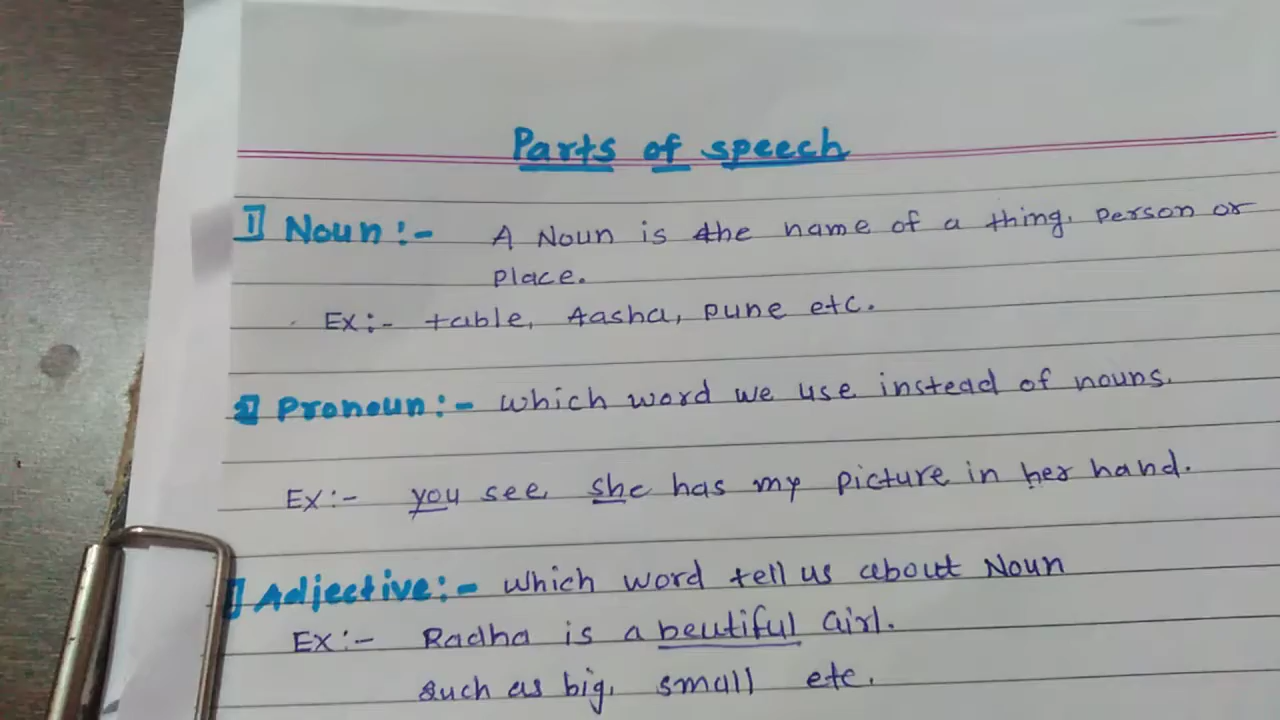 Parts of speech
1] Noun :- A Noun is the name of a thing, person or
place.
Ex :- table, Aasha, pune etc.
2] Pronoun :- which word we use instead of nouns.
Ex :- you see, she has my picture in her hand.
] Adjective :- which word tell us about Noun
Ex :- Radha is a beutiful Girl.
such as big, small etc.